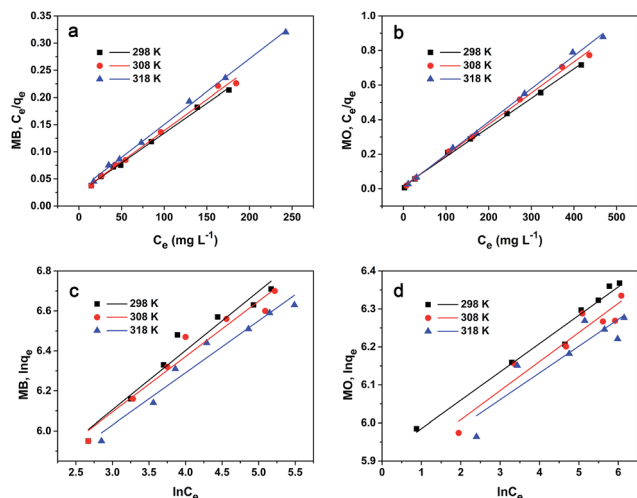 a
MB, Cₑ/qₑ
0.35
0.30
0.25
0.20
0.15
0.10
0.05
0.00
298 K
308 K
318 K
0 50 100 150 200 250
Cₑ (mg L⁻¹)
b
MO, Cₑ/qₑ
1.0
0.8
0.6
0.4
0.2
0.0
298 K
308 K
318 K
0 100 200 300 400 500
Cₑ (mg L⁻¹)
c
MB, lnqₑ
6.8
6.6
6.4
6.2
6.0
298 K
308 K
318 K
2.5 3.0 3.5 4.0 4.5 5.0 5.5
lnCₑ
d
MO, lnqₑ
6.4
6.3
6.2
6.1
6.0
5.9
298 K
308 K
318 K
0 1 2 3 4 5 6
lnCₑ